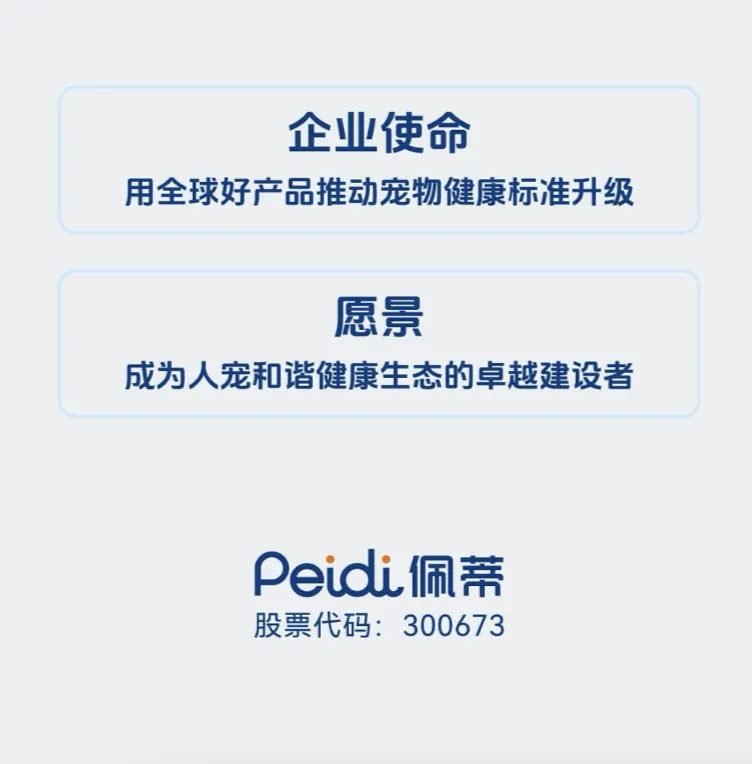 企业使命
用全球好产品推动宠物健康标准升级
愿景
成为人宠和谐健康生态的卓越建设者
Peidi 佩蒂
股票代码：300673